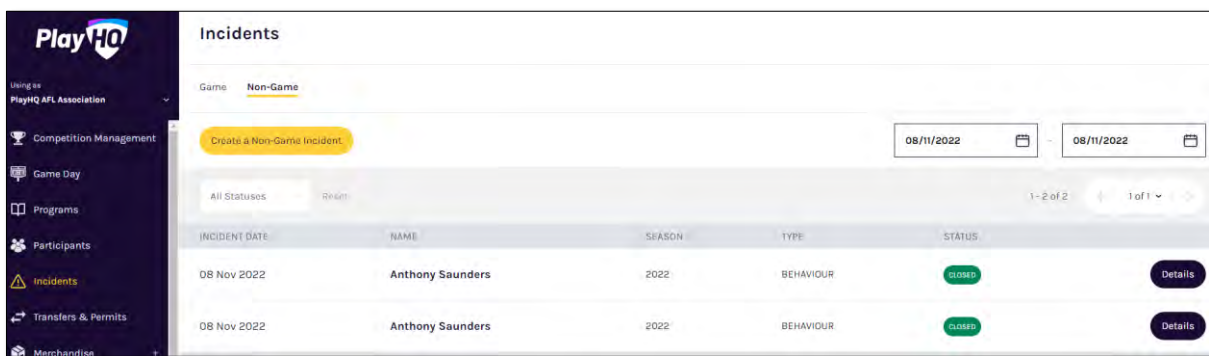 PlayHQ
Using as
PlayHQ AFL Association
Competition Management
Game Day
Programs
Participants
Incidents
Transfers & Permits
Merchandise +
Incidents
Game Non-Game
Create a Non-Game Incident
08/11/2022 - 08/11/2022
All Statuses Reset 1 - 2 of 2 1 of 1
INCIDENT DATE NAME SEASON TYPE STATUS
08 Nov 2022 Anthony Saunders 2022 BEHAVIOUR CLOSED Details
08 Nov 2022 Anthony Saunders 2022 BEHAVIOUR CLOSED Details